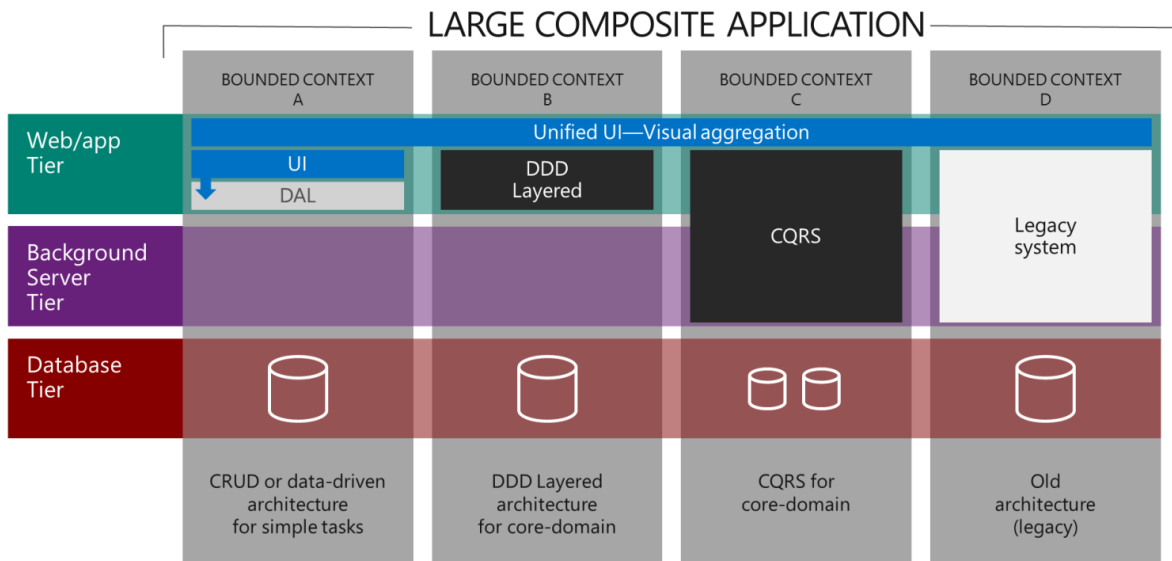 LARGE COMPOSITE APPLICATION
BOUNDED CONTEXT
A
BOUNDED CONTEXT
B
BOUNDED CONTEXT
C
BOUNDED CONTEXT
D
Web/app
Tier
Unified UI—Visual aggregation
UI
DAL
DDD
Layered
CQRS
Legacy
system
Background
Server
Tier
Database
Tier
CRUD or data-driven
architecture
for simple tasks
DDD Layered
architecture
for core-domain
CQRS for
core-domain
Old
architecture
(legacy)